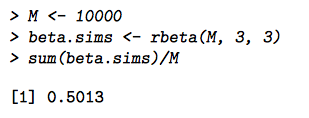 > M <- 10000
> beta.sims <- rbeta(M, 3, 3)
> sum(beta.sims)/M
[1] 0.5013